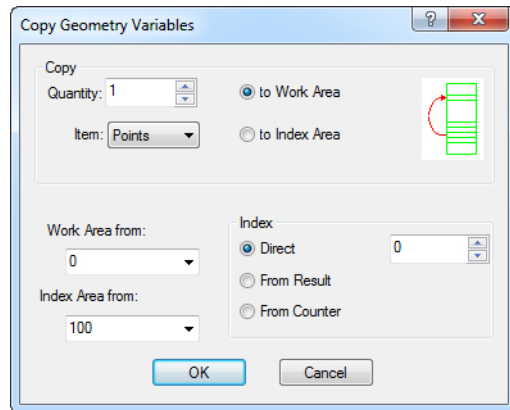 Copy Geometry Variables
Copy
Quantity: 1
to Work Area
Item: Points
to Index Area
Work Area from:
0
Index Area from:
100
Index
Direct 0
From Result
From Counter
OK Cancel